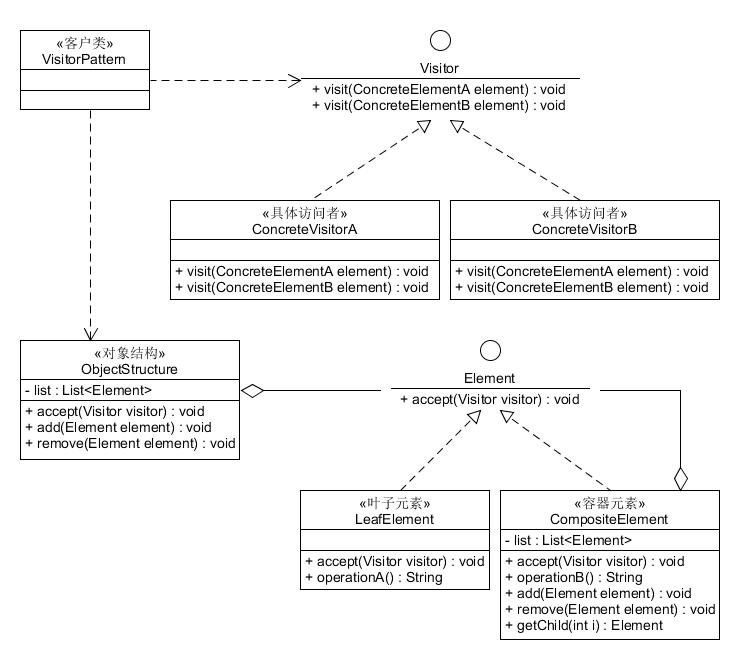 «客户类»
VisitorPattern
Visitor
+ visit(ConcreteElementA element) : void
+ visit(ConcreteElementB element) : void
«具体访问者»
ConcreteVisitorA
+ visit(ConcreteElementA element) : void
+ visit(ConcreteElementB element) : void
«具体访问者»
ConcreteVisitorB
+ visit(ConcreteElementA element) : void
+ visit(ConcreteElementB element) : void
«对象结构»
ObjectStructure
- list : List<Element>
+ accept(Visitor visitor) : void
+ add(Element element) : void
+ remove(Element element) : void
Element
+ accept(Visitor visitor) : void
«叶子元素»
LeafElement
+ accept(Visitor visitor) : void
+ operationA() : String
«容器元素»
CompositeElement
- list : List<Element>
+ accept(Visitor visitor) : void
+ operationB() : String
+ add(Element element) : void
+ remove(Element element) : void
+ getChild(int i) : Element